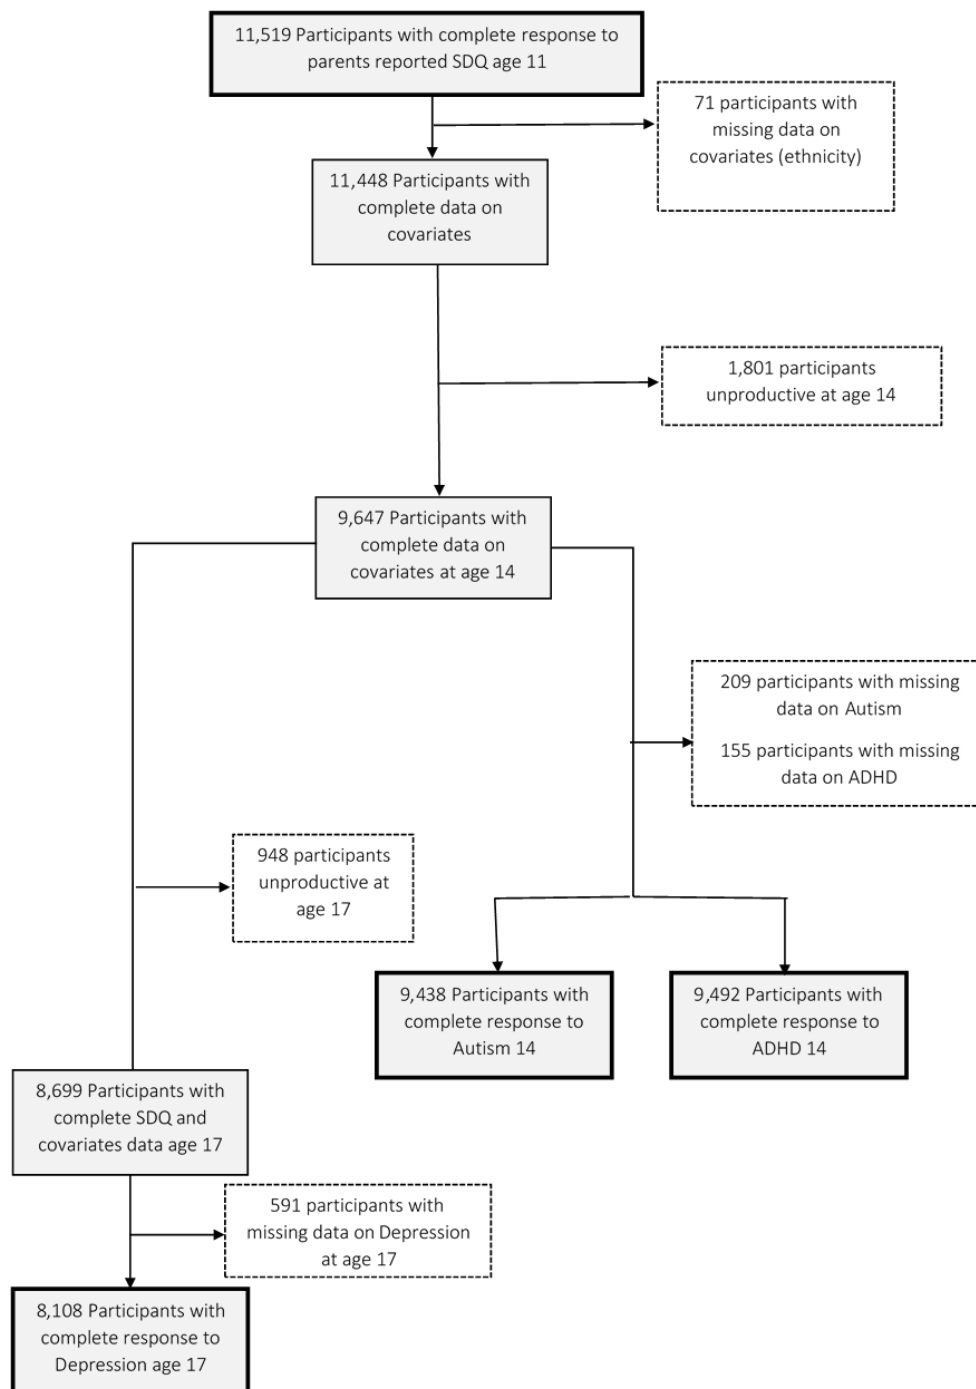 11,519 Participants with complete response to
parents reported SDQ age 11
71 participants with
missing data on
covariates (ethnicity)
11,448 Participants with
complete data on
covariates
1,801 participants
unproductive at age 14
9,647 Participants with
complete data on
covariates at age 14
209 participants with missing
data on Autism
155 participants with missing
data on ADHD
948 participants
unproductive at
age 17
9,438 Participants with
complete response to
Autism 14
9,492 Participants with
complete response to
ADHD 14
8,699 Participants with
complete SDQ and
covariates data age 17
591 participants with
missing data on Depression
at age 17
8,108 Participants with
complete response to
Depression age 17